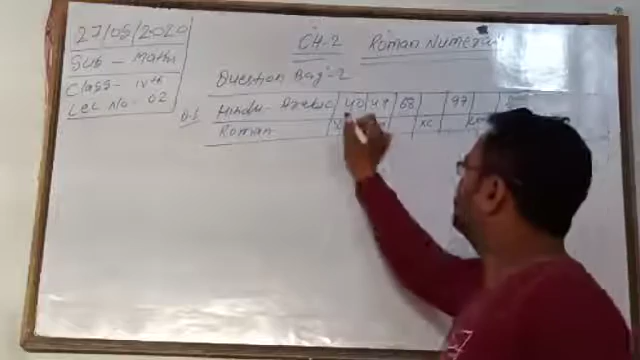 27/05/2020
Sub - Maths
Class - IVth
Lec No - 02
CH-2 Roman Numerals
Question Bag-2
Q-1 Hindu-Arabic 40 49 68 97
Roman XC